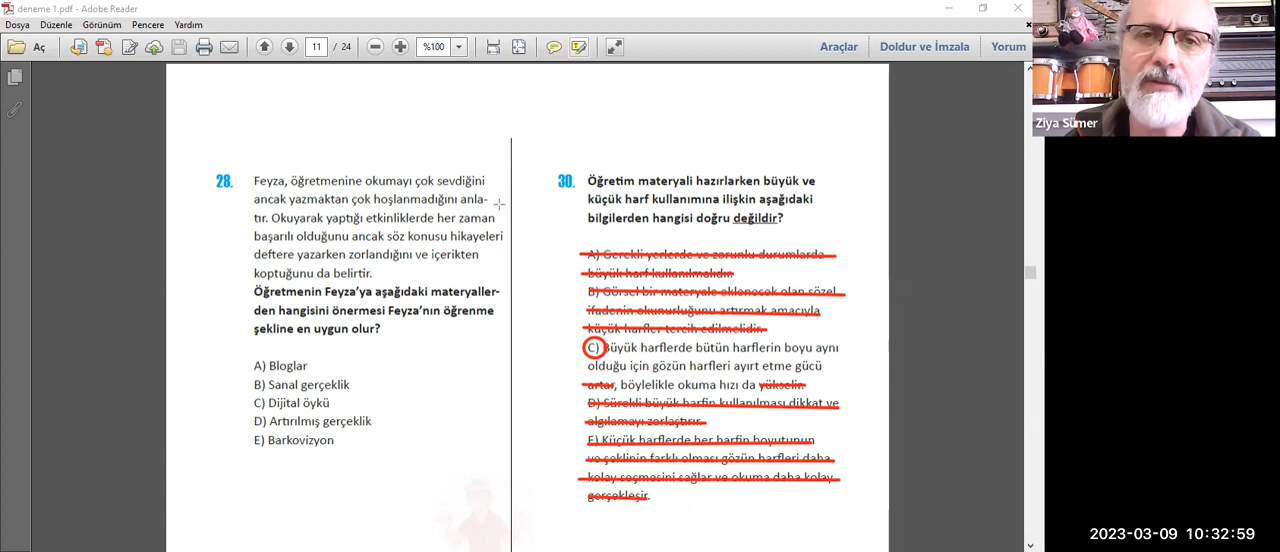 deneme 1.pdf - Adobe Reader
Dosya Düzenle Görünüm Pencere Yardım
Aç
11 / 24
%100
Araçlar
Doldur ve İmzala
Yorum
Ziya Sümer
28.
Feyza, öğretmenine okumayı çok sevdiğini
ancak yazmaktan çok hoşlanmadığını anla-
tır. Okuyarak yaptığı etkinliklerde her zaman
başarılı olduğunu ancak söz konusu hikayeleri
deftere yazarken zorlandığını ve içerikten
koptuğunu da belirtir.
Öğretmenin Feyza'ya aşağıdaki materyaller-
den hangisini önermesi Feyza'nın öğrenme
şekline en uygun olur?
A) Bloglar
B) Sanal gerçeklik
C) Dijital öykü
D) Artırılmış gerçeklik
E) Barkovizyon
30.
Öğretim materyali hazırlarken büyük ve
küçük harf kullanımına ilişkin aşağıdaki
bilgilerden hangisi doğru değildir?
A) Gerekli yerlerde ve zorunlu durumlarda
büyük harf kullanılmalıdır.
B) Görsel bir materyale eklenecek olan sözel
ifadenin okunurluğunu artırmak amacıyla
küçük harfler tercih edilmelidir.
C) Büyük harflerde bütün harflerin boyu aynı
olduğu için gözün harfleri ayırt etme gücü
artar, böylelikle okuma hızı da yükselir.
D) Sürekli büyük harfin kullanılması dikkat ve
algılamayı zorlaştırır.
E) Küçük harflerde her harfin boyutunun
ve şeklinin farklı olması gözün harfleri daha
kolay seçmesini sağlar ve okuma daha kolay
gerçekleşir.
2023-03-09 10:32:59